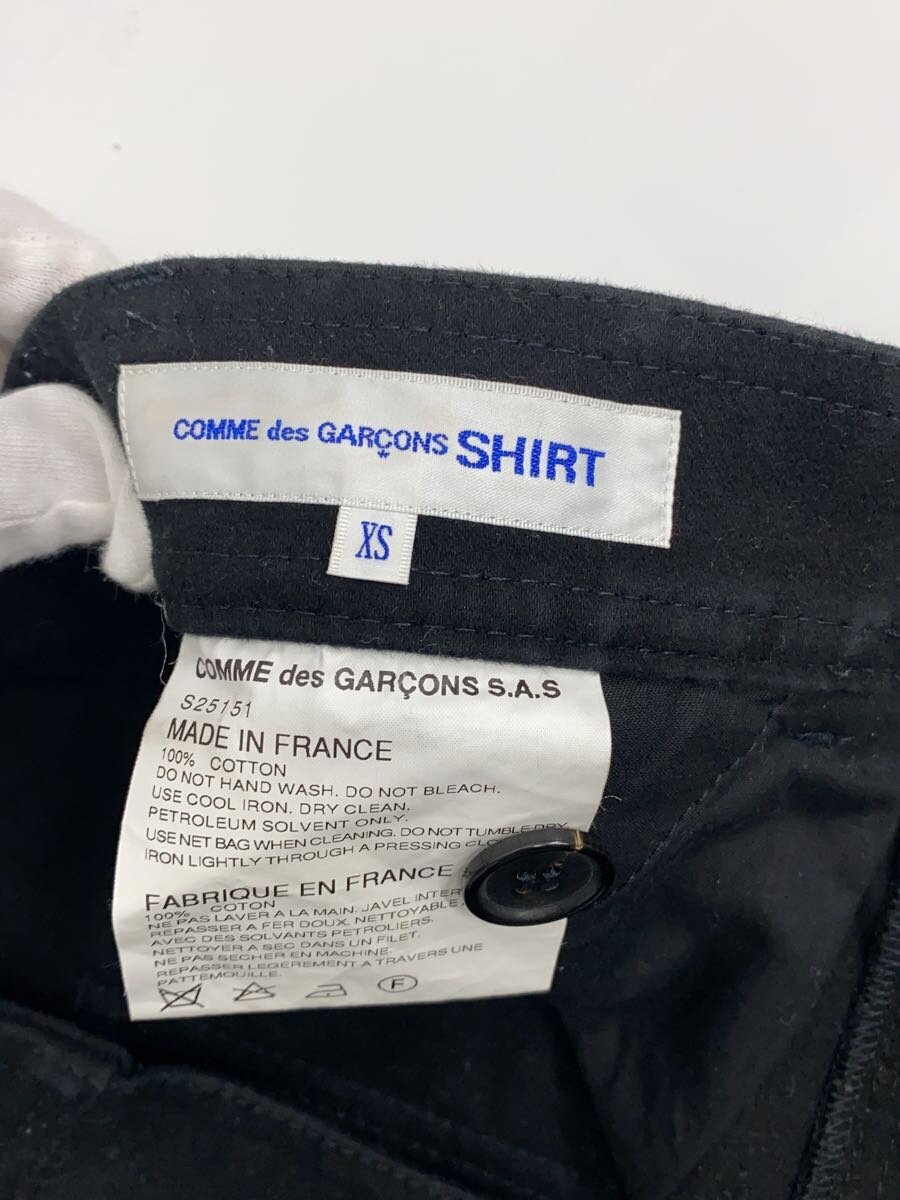 COMME des GARÇONS SHIRT
XS
COMME des GARÇONS S.A.S
S25151
MADE IN FRANCE
100% COTTON
DO NOT HAND WASH. DO NOT BLEACH.
USE COOL IRON. DRY CLEAN.
PETROLEUM SOLVENT ONLY.
USE NET BAG WHEN CLEANING. DO NOT TUMBLE DRY
IRON LIGHTLY THROUGH A PRESSING
FABRIQUE EN FRANCE
100% COTTON
NE PAS LAVER A LA MAIN. JAVEL
REPASSER A FER DOUX. NETTOYABLE
AVEC DES SOLVANTS PETROLIERS.
NETTOYER A SEC DANS UN FILET.
NE PAS SECHER EN MACHINE.
REPASSER LEGEREMENT A TRAVERS UNE
PATTEMOUILLE.
F